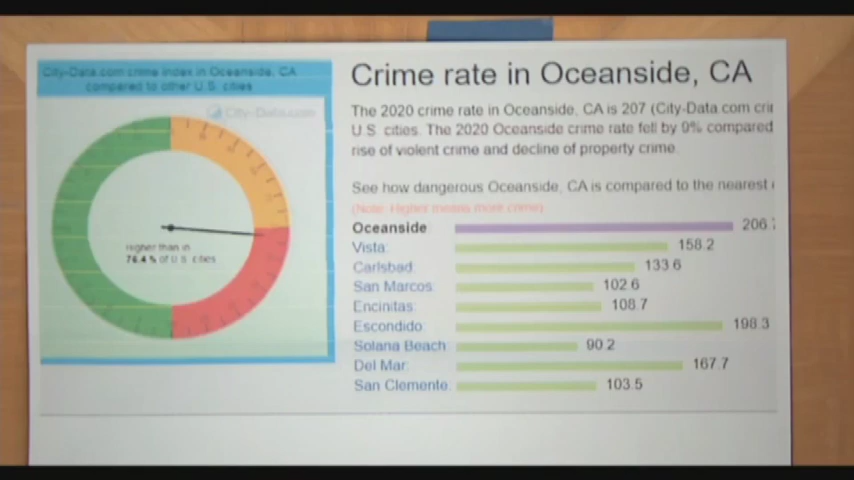 City-Data.com crime index in Oceanside, CA
compared to other U.S. cities
City-Data.com
Higher than in
76.4 % of U.S. cities
Crime rate in Oceanside, CA
The 2020 crime rate in Oceanside, CA is 207 (City-Data.com cri
U.S. cities. The 2020 Oceanside crime rate fell by 9% compared
rise of violent crime and decline of property crime.
See how dangerous Oceanside, CA is compared to the nearest
(Note: Higher means more crime)
Oceanside 206.
Vista: 158.2
Carlsbad: 133.6
San Marcos: 102.6
Encinitas: 108.7
Escondido: 198.3
Solana Beach: 90.2
Del Mar: 167.7
San Clemente: 103.5